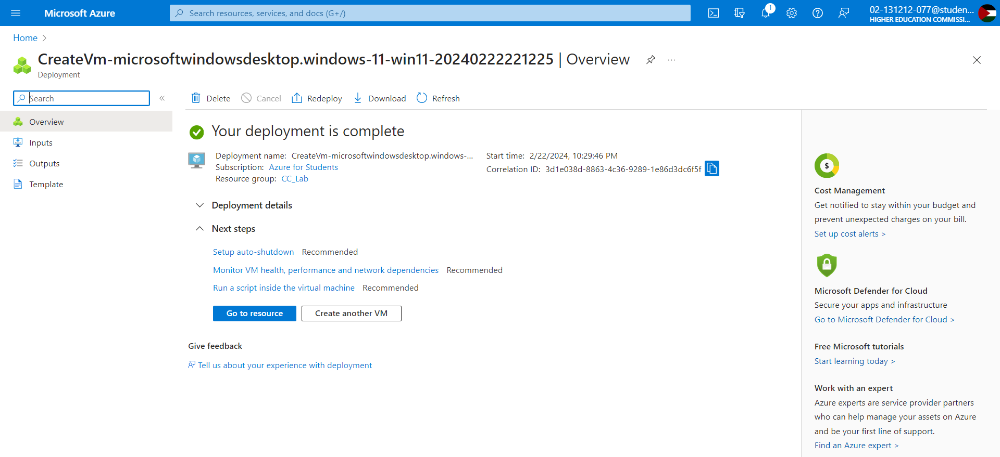 Microsoft Azure
Search resources, services, and docs (G+/)
1
02-131212-077@studen...
HIGHER EDUCATION COMMISSI...
Home
CreateVm-microsoftwindowsdesktop.windows-11-win11-20240222221225 | Overview
Deployment
Search
Overview
Inputs
Outputs
Template
Delete
Cancel
Redeploy
Download
Refresh
Your deployment is complete
Deployment name: CreateVm-microsoftwindowsdesktop.windows-...
Subscription: Azure for Students
Resource group: CC_Lab
Start time: 2/22/2024, 10:29:46 PM
Correlation ID: 3d1e038d-8863-4c36-9289-1e86d3dc6f5f
Deployment details
Next steps
Setup auto-shutdown Recommended
Monitor VM health, performance and network dependencies Recommended
Run a script inside the virtual machine Recommended
Go to resource
Create another VM
Give feedback
Tell us about your experience with deployment
$
Cost Management
Get notified to stay within your budget and
prevent unexpected charges on your bill.
Set up cost alerts >
Microsoft Defender for Cloud
Secure your apps and infrastructure
Go to Microsoft Defender for Cloud >
Free Microsoft tutorials
Start learning today >
Work with an expert
Azure experts are service provider partners
who can help manage your assets on Azure
and be your first line of support.
Find an Azure expert >